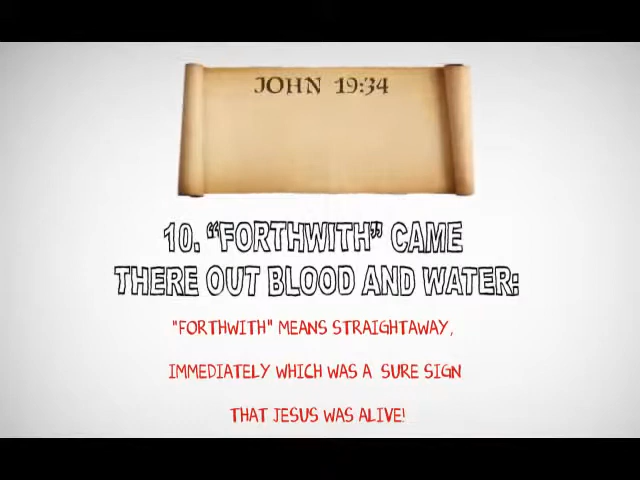 JOHN 19:34
10. “FORTHWITH” CAME
THERE OUT BLOOD AND WATER:
"FORTHWITH" MEANS STRAIGHTAWAY,
IMMEDIATELY WHICH WAS A SURE SIGN
THAT JESUS WAS ALIVE!